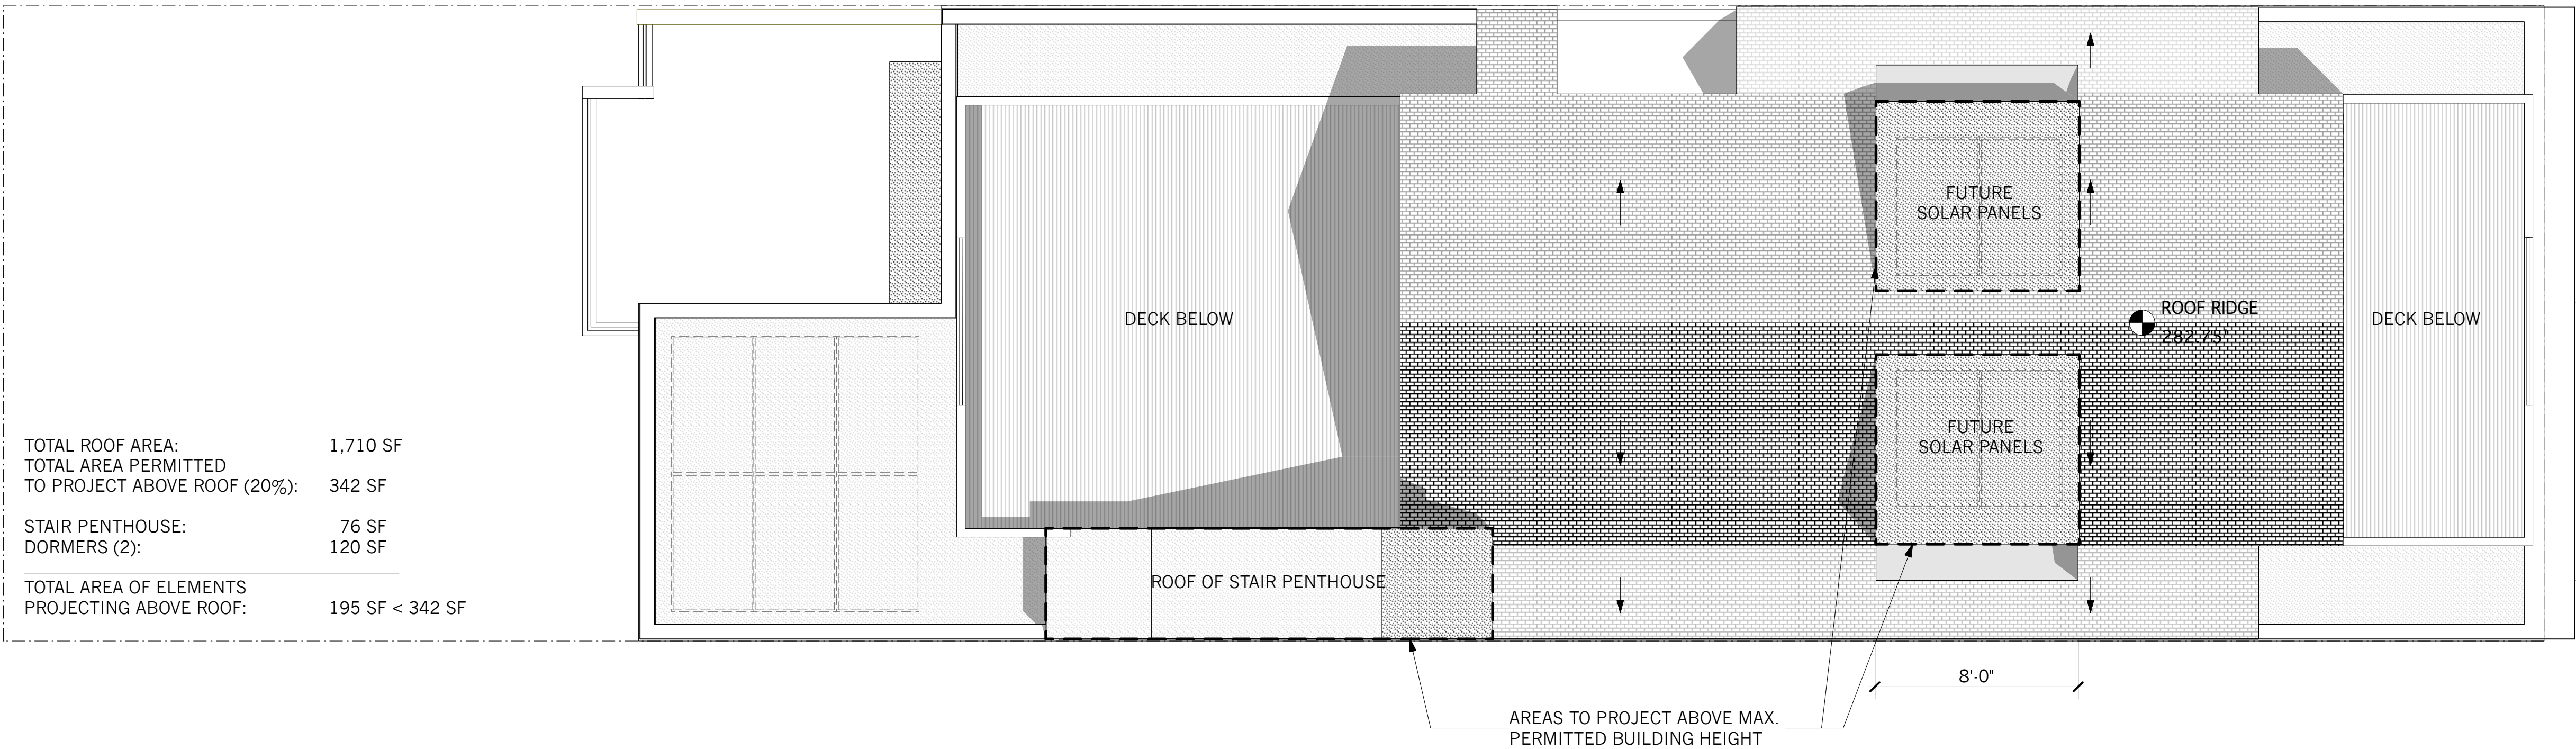 FUTURE
SOLAR PANELS
ROOF RIDGE
282.75'
DECK BELOW
DECK BELOW
FUTURE
SOLAR PANELS
TOTAL ROOF AREA: 1,710 SF
TOTAL AREA PERMITTED
TO PROJECT ABOVE ROOF (20%): 342 SF
STAIR PENTHOUSE: 76 SF
DORMERS (2): 120 SF
TOTAL AREA OF ELEMENTS
PROJECTING ABOVE ROOF: 195 SF < 342 SF
ROOF OF STAIR PENTHOUSE
8'-0"
AREAS TO PROJECT ABOVE MAX.
PERMITTED BUILDING HEIGHT